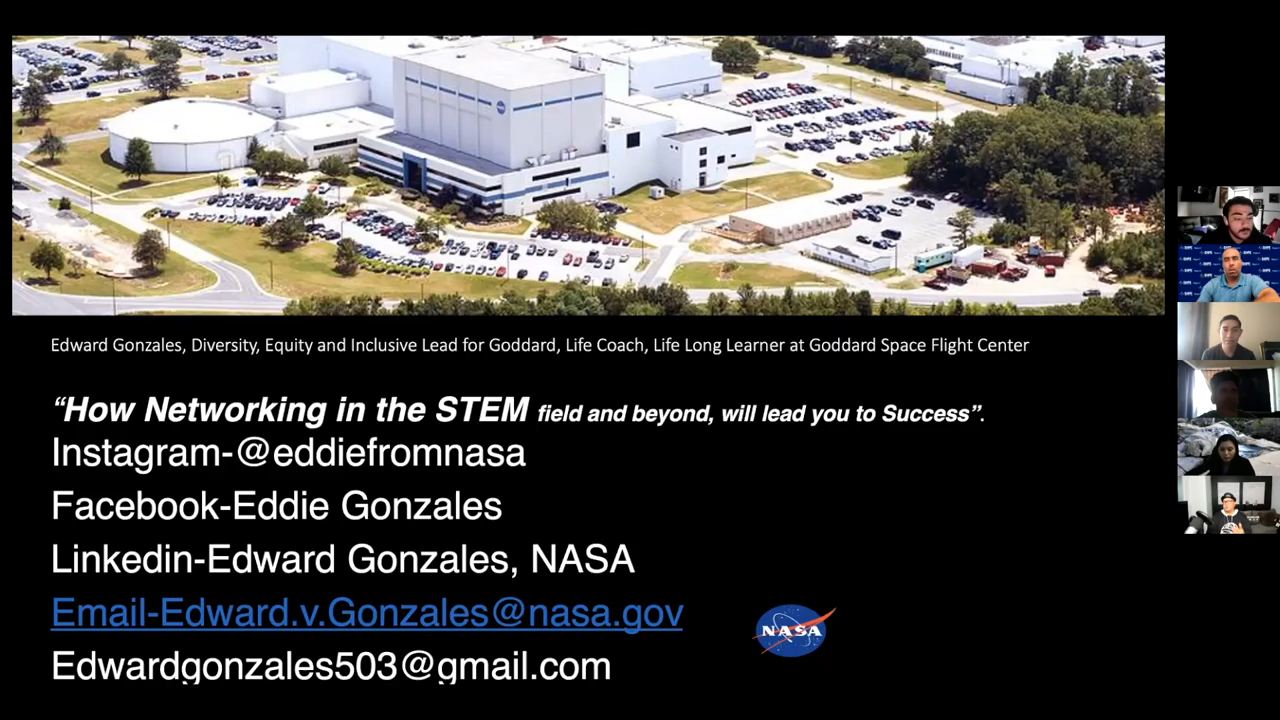 Edward Gonzales, Diversity, Equity and Inclusive Lead for Goddard, Life Coach, Life Long Learner at Goddard Space Flight Center
“How Networking in the STEM field and beyond, will lead you to Success”.
Instagram-@eddiefromnasa
Facebook-Eddie Gonzales
Linkedin-Edward Gonzales, NASA
Email-Edward.v.Gonzales@nasa.gov
NASA
Edwardgonzales503@gmail.com